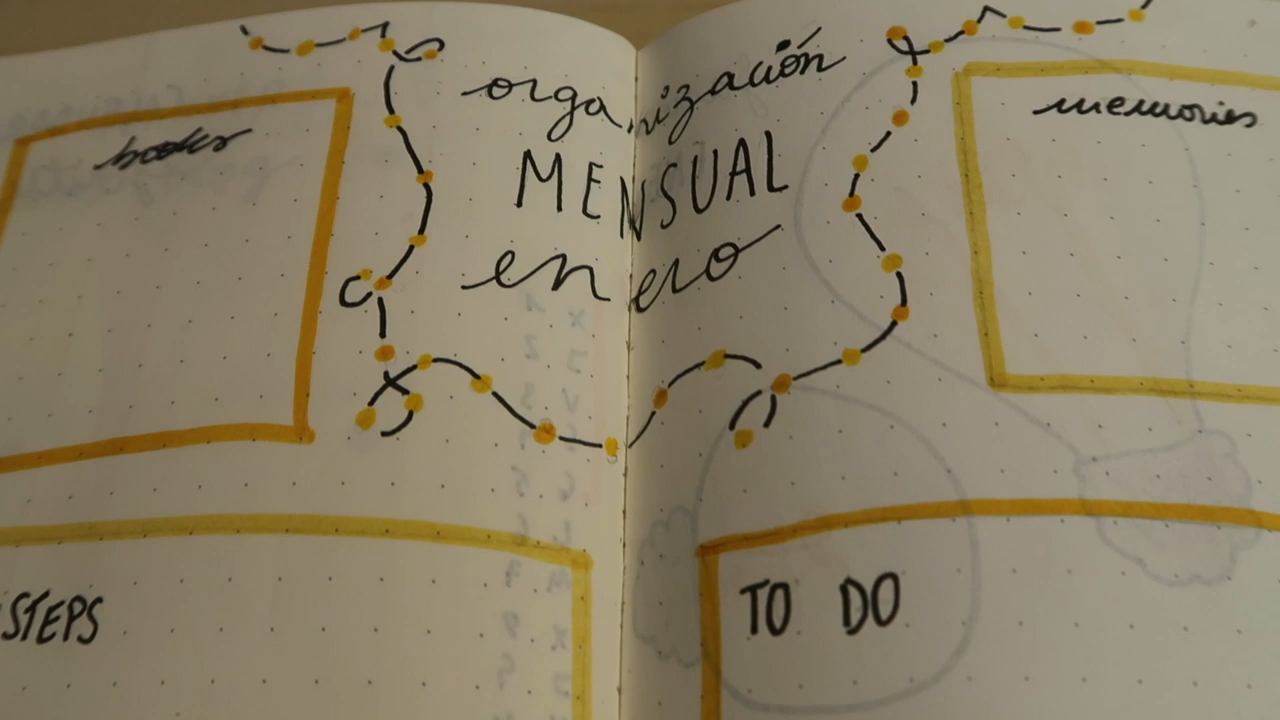 organización
MENSUAL
enero
books
memories
STEPS
TO DO